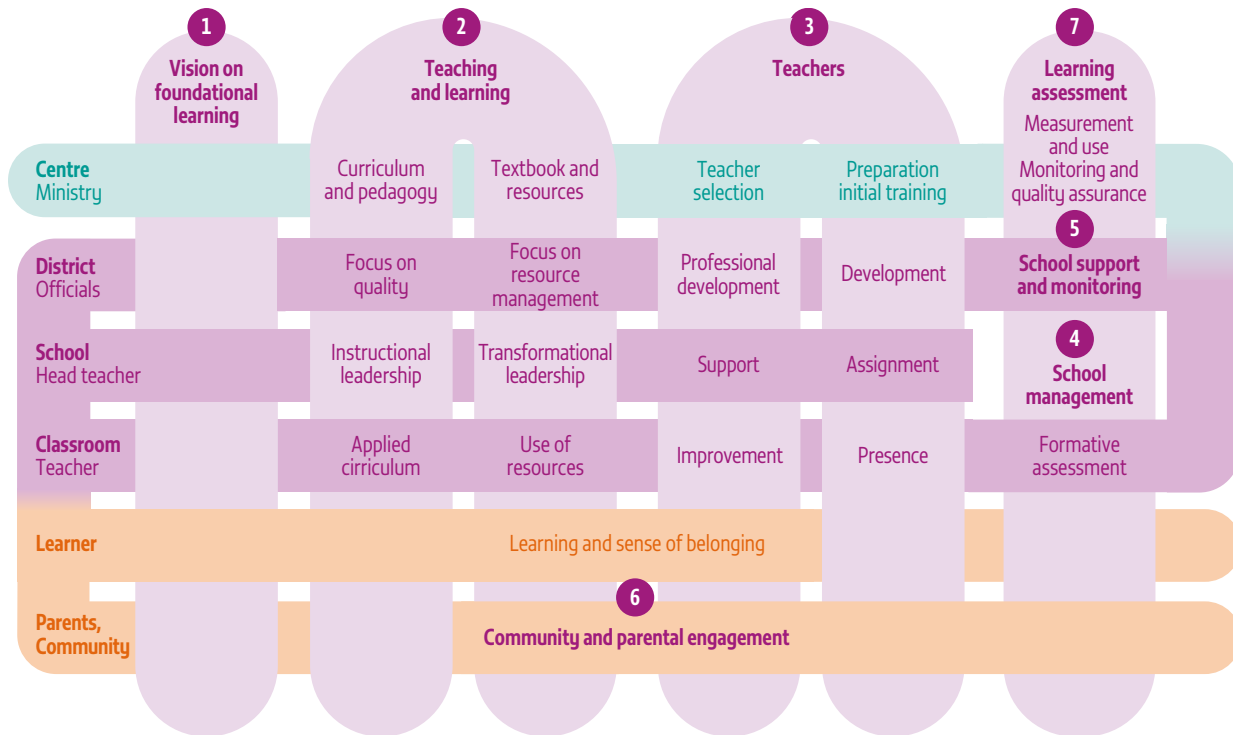 1
Vision on
foundational
learning
2
Teaching
and learning
3
Teachers
7
Learning
assessment
Measurement
and use
Monitoring and
quality assurance
Centre
Ministry
Curriculum
and pedagogy
Textbook and
resources
Teacher
selection
Preparation
initial training
District
Officials
Focus on
quality
Focus on
resource
management
Professional
development
Development
5
School support
and monitoring
School
Head teacher
Instructional
leadership
Transformational
leadership
Support
Assignment
4
School
management
Classroom
Teacher
Applied
cirriculum
Use of
resources
Improvement
Presence
Formative
assessment
Learner
Learning and sense of belonging
Parents,
Community
6
Community and parental engagement